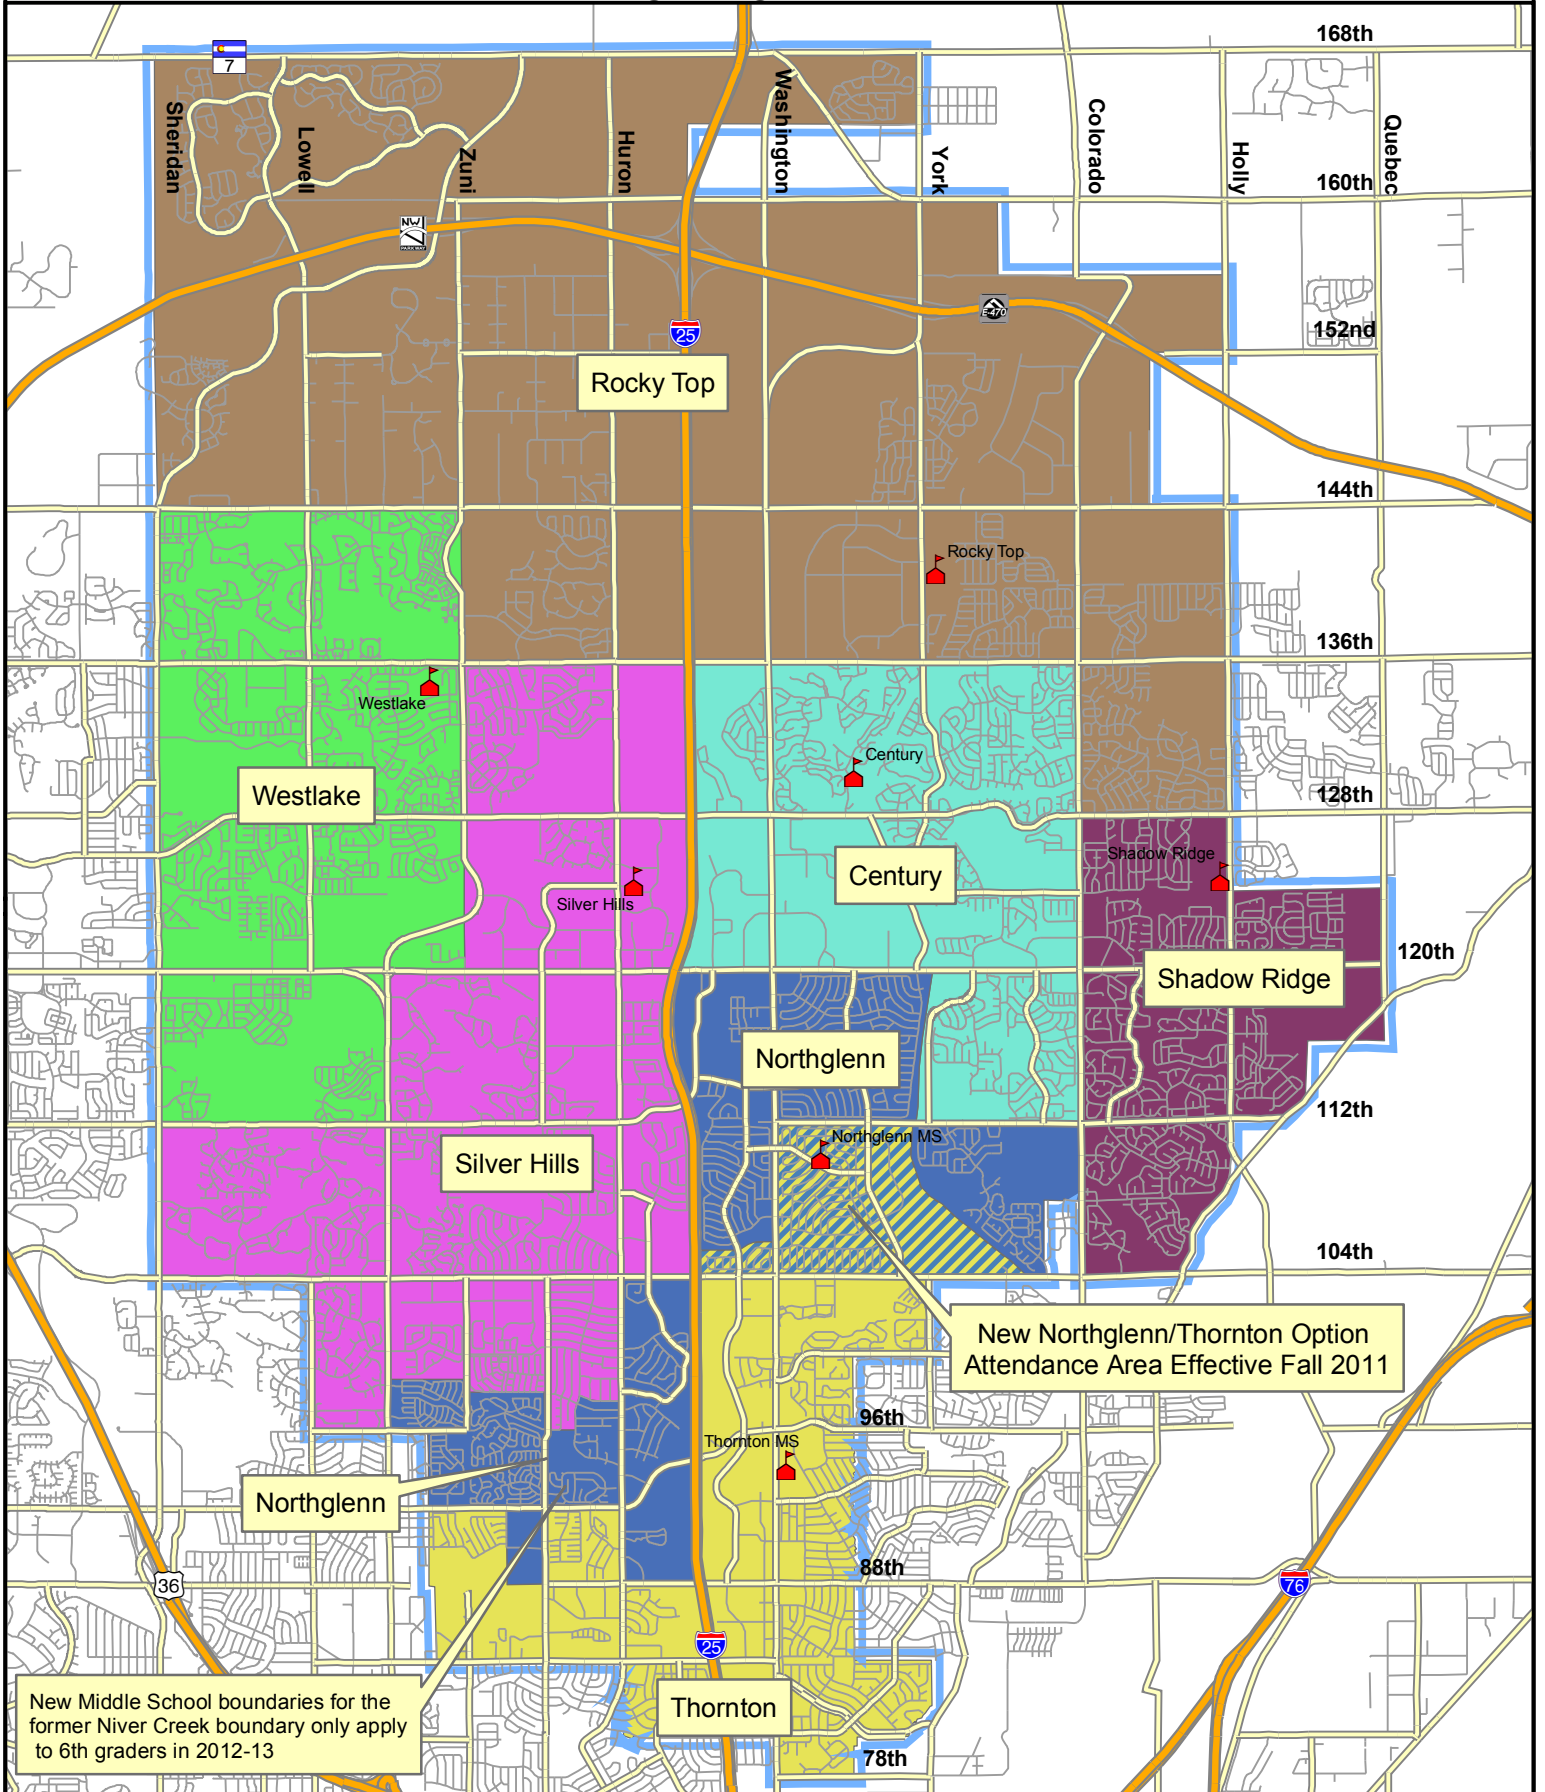 168th
7
Sheridan
Lowell
Zuni
Huron
Washington
York
Colorado
Holly
Quebec
160th
NW
PARKWAY
E-470
152nd
25
Rocky Top
144th
Rocky Top
136th
Westlake
Century
Westlake
128th
Century
Shadow Ridge
Silver Hills
120th
Shadow Ridge
Northglenn
112th
Northglenn MS
Silver Hills
104th
New Northglenn/Thornton Option
Attendance Area Effective Fall 2011
96th
Thornton MS
Northglenn
88th
36
76
25
New Middle School boundaries for the
former Niver Creek boundary only apply
to 6th graders in 2012-13
Thornton
78th